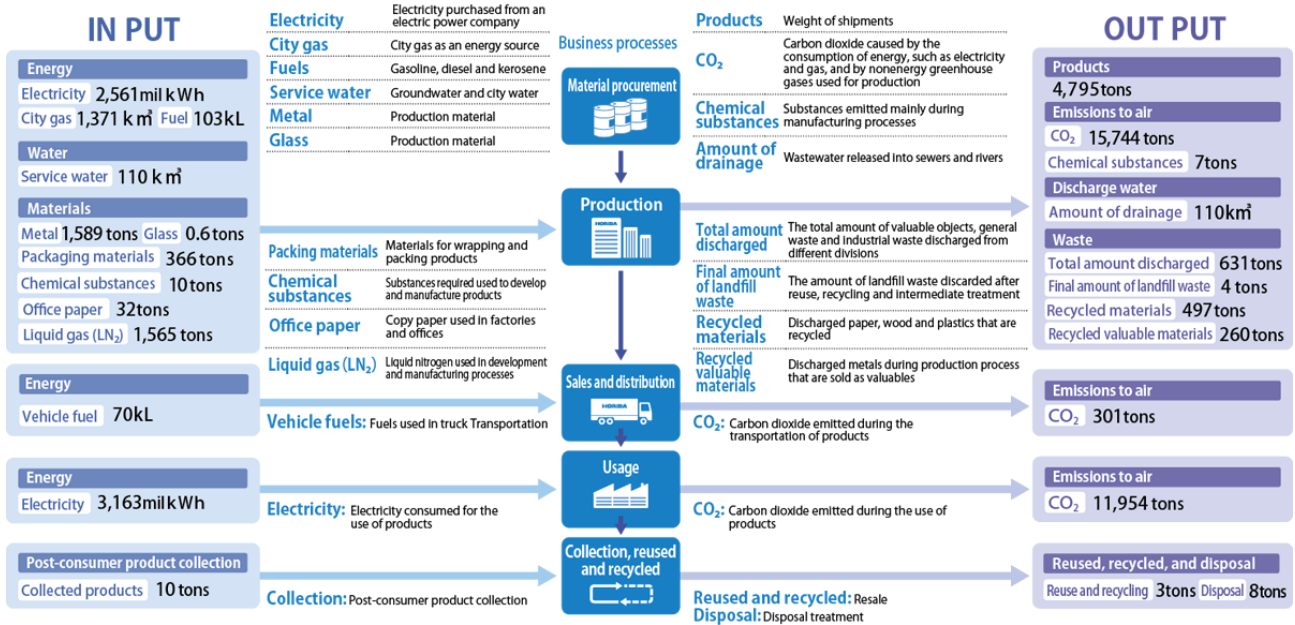 IN PUT
Energy
Electricity 2,561mil kWh
City gas 1,371 k㎥ Fuel 103kL
Water
Service water 110 k㎥
Materials
Metal 1,589 tons Glass 0.6 tons
Packaging materials 366 tons
Chemical substances 10 tons
Office paper 32tons
Liquid gas (LN₂) 1,565 tons
Energy
Vehicle fuel 70kL
Energy
Electricity 3,163mil kWh
Post-consumer product collection
Collected products 10 tons
Electricity
Electricity purchased from an
electric power company
City gas
City gas as an energy source
Fuels
Gasoline, diesel and kerosene
Service water
Groundwater and city water
Metal
Production material
Glass
Production material
Packing materials
Materials for wrapping and
packing products
Chemical
substances
Substances required used to develop
and manufacture products
Office paper
Copy paper used in factories
and offices
Liquid gas (LN₂)
Liquid nitrogen used in development
and manufacturing processes
Vehicle fuels: Fuels used in truck Transportation
Electricity: Electricity consumed for the
use of products
Collection: Post-consumer product collection
Business processes
Material procurement
Production
HORIBA
Sales and distribution
HORIBA
Usage
Collection, reused
and recycled
Products
Weight of shipments
CO₂
Carbon dioxide caused by the
consumption of energy, such as electricity
and gas, and by nonenergy greenhouse
gases used for production
Chemical
substances
Substances emitted mainly during
manufacturing processes
Amount of
drainage
Wastewater released into sewers and rivers
Total amount
discharged
The total amount of valuable objects, general
waste and industrial waste discharged from
different divisions
Final amount
of landfill
waste
The amount of landfill waste discarded after
reuse, recycling and intermediate treatment
Recycled
materials
Discharged paper, wood and plastics that are
recycled
Recycled
valuable
materials
Discharged metals during production process
that are sold as valuables
CO₂: Carbon dioxide emitted during the
transportation of products
CO₂: Carbon dioxide emitted during the use of
products
Reused and recycled: Resale
Disposal: Disposal treatment
OUT PUT
Products
4,795 tons
Emissions to air
CO₂ 15,744 tons
Chemical substances 7tons
Discharge water
Amount of drainage 110k㎥
Waste
Total amount discharged 631 tons
Final amount of landfill waste 4 tons
Recycled materials 497 tons
Recycled valuable materials 260 tons
Emissions to air
CO₂ 301 tons
Emissions to air
CO₂ 11,954 tons
Reused, recycled, and disposal
Reuse and recycling 3tons Disposal 8tons